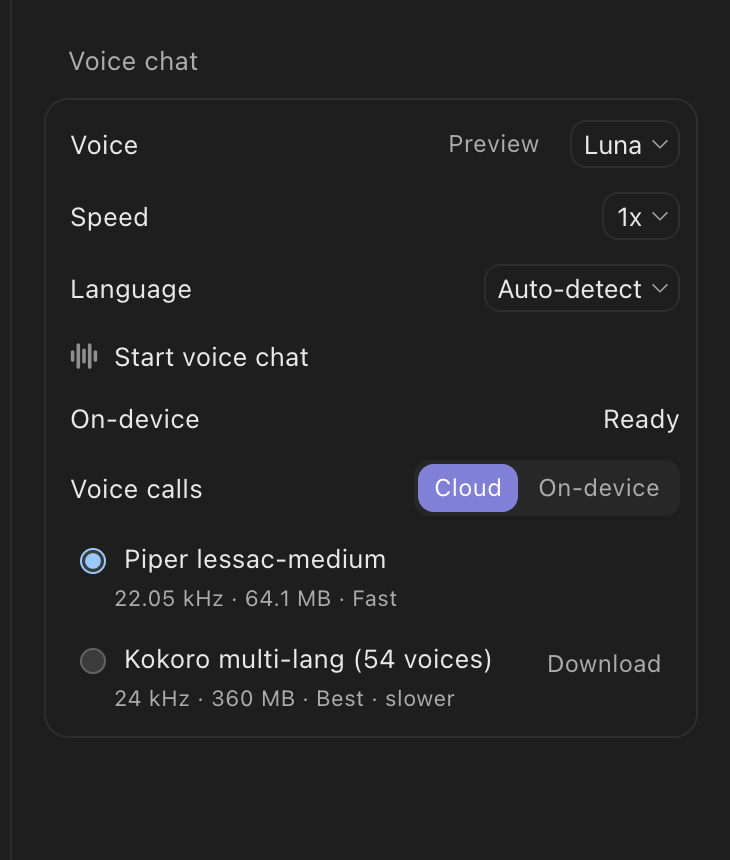 Voice chat
Voice Preview Luna
Speed 1x
Language Auto-detect
Start voice chat
On-device Ready
Voice calls Cloud On-device
Piper lessac-medium
22.05 kHz · 64.1 MB · Fast
Kokoro multi-lang (54 voices) Download
24 kHz · 360 MB · Best · slower